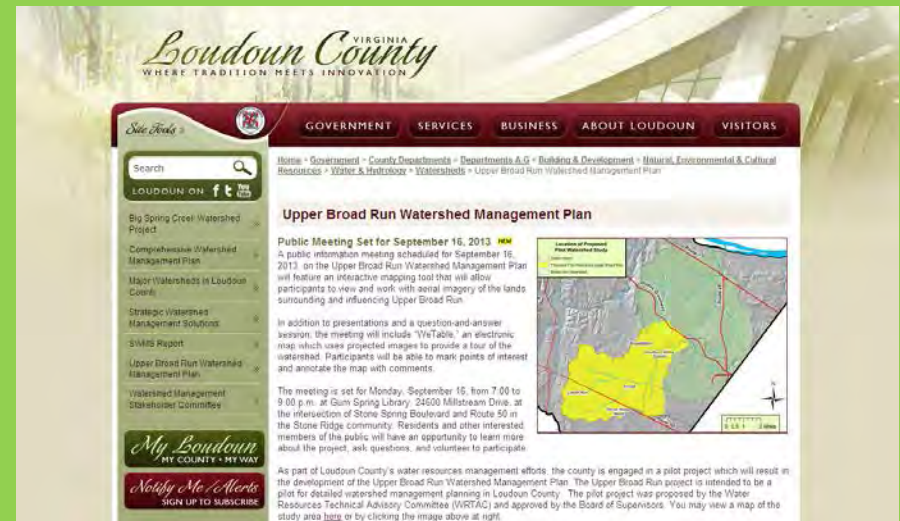 Loudoun County
VIRGINIA
WHERE TRADITION MEETS INNOVATION
Site Tools »
GOVERNMENT SERVICES BUSINESS ABOUT LOUDOUN VISITORS
Search
LOUDOUN ON f t You Tube
Big Spring Creek Watershed
Project
Comprehensive Watershed
Management Plan
Major Watersheds in Loudoun
County
Strategic Watershed
Management Solutions
SWMS Report
Upper Broad Run Watershed
Management Plan
Watershed Management
Stakeholder Committee
My Loudoun
MY COUNTY • MY WAY
Notify Me / Alerts
SIGN UP TO SUBSCRIBE
Home > Government > County Departments > Departments A-G > Building & Development > Natural, Environmental & Cultural
Resources > Water & Hydrology > Watersheds > Upper Broad Run Watershed Management Plan
Upper Broad Run Watershed Management Plan
Public Meeting Set for September 16, 2013 NEW
A public information meeting scheduled for September 16,
2013 on the Upper Broad Run Watershed Management Plan
will feature an interactive mapping tool that will allow
participants to view and work with aerial imagery of the lands
surrounding and influencing Upper Broad Run.
In addition to presentations and a question-and-answer
session, the meeting will include "WeTable," an electronic
map which uses projected images to provide a tour of the
watershed. Participants will be able to mark points of interest
and annotate the map with comments.
The meeting is set for Monday, September 16, from 7:00 to
9:00 p.m. at Gum Spring Library, 24600 Millstream Drive, at
the intersection of Stone Spring Boulevard and Route 50 in
the Stone Ridge community. Residents and other interested
members of the public will have an opportunity to learn more
about the project, ask questions, and volunteer to participate.
Location of Proposed
Pilot Watershed Study
N
2 Miles
As part of Loudoun County's water resources management efforts, the county is engaged in a pilot project which will result in
the development of the Upper Broad Run Watershed Management Plan. The Upper Broad Run project is intended to be a
pilot for detailed watershed management planning in Loudoun County. The pilot project was proposed by the Water
Resources Technical Advisory Committee (WRTAC) and approved by the Board of Supervisors. You may view a map of the
study area here or by clicking the image above at right.